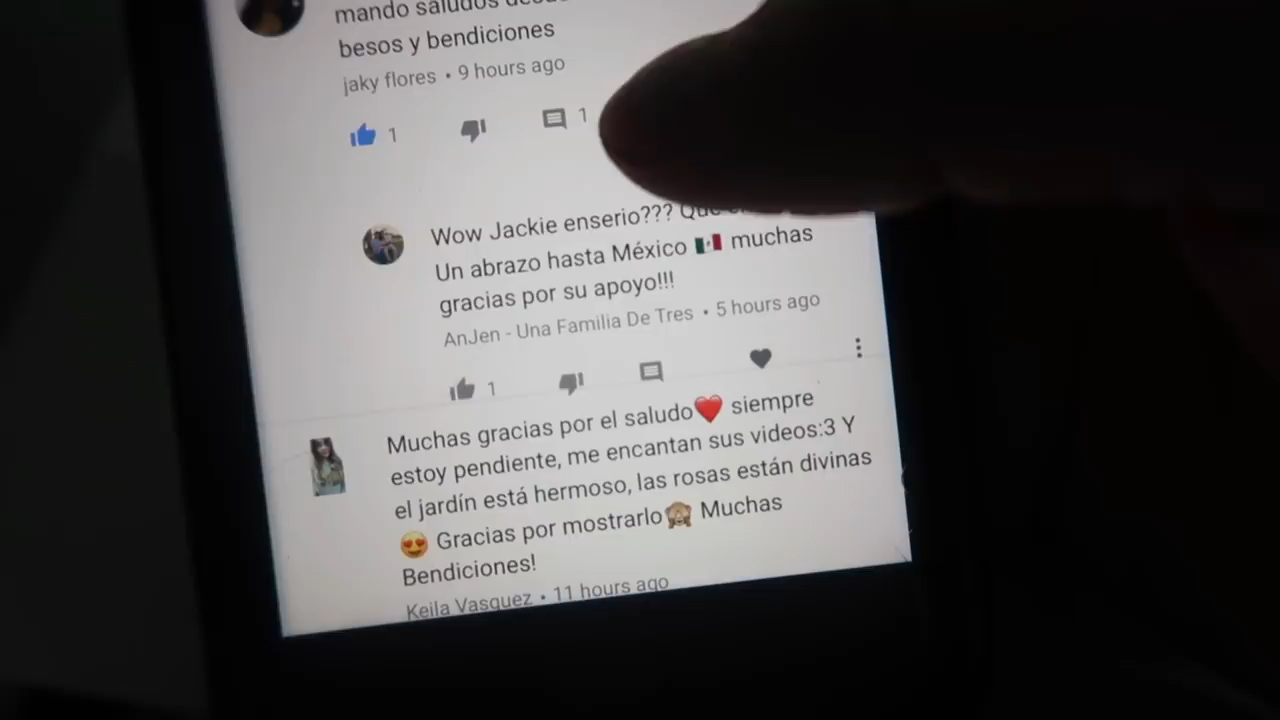 mando saludos
besos y bendiciones
jaky flores • 9 hours ago
1 1
Wow Jackie enserio???
Un abrazo hasta México 🇲🇽 muchas
gracias por su apoyo!!!
AnJen - Una Familia De Tres • 5 hours ago
1
Muchas gracias por el saludo❤️ siempre
estoy pendiente, me encantan sus videos:3 Y
el jardín está hermoso, las rosas están divinas
😍 Gracias por mostrarlo🙈 Muchas
Bendiciones!
Keila Vasquez • 11 hours ago